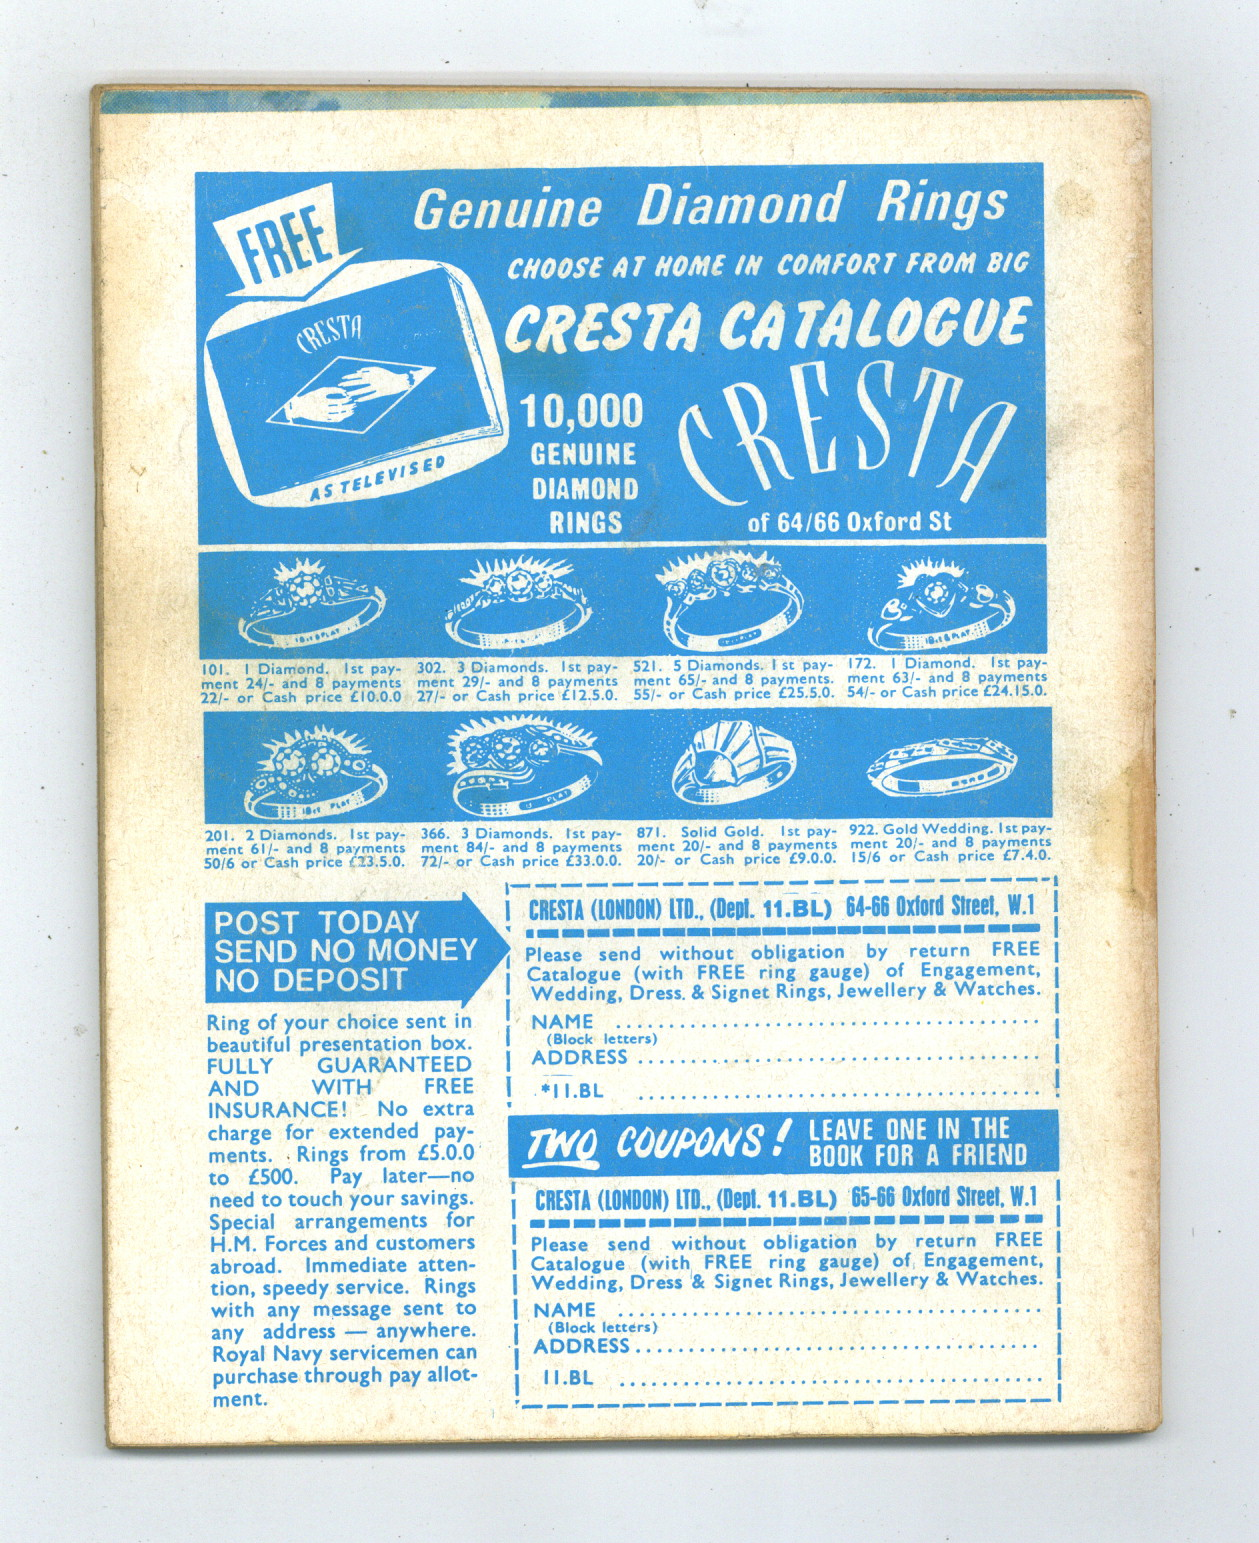 FREE
Genuine Diamond Rings
CHOOSE AT HOME IN COMFORT FROM BIG
CRESTA CATALOGUE
CRESTA
AS TELEVISED
10,000
GENUINE
DIAMOND
RINGS
CRESTA
of 64/66 Oxford St
101. 1 Diamond. 1st pay-
ment 24/- and 8 payments
22/- or Cash price £10.0.0
302. 3 Diamonds. 1st pay-
ment 29/- and 8 payments
27/- or Cash price £12.5.0.
521. 5 Diamonds. 1st pay-
ment 65/- and 8 payments.
55/- or Cash price £25.5.0.
172. 1 Diamond. 1st pay-
ment 63/- and 8 payments
54/- or Cash price £24.15.0.
201. 2 Diamonds. 1st pay-
ment 61/- and 8 payments
50/6 or Cash price £23.5.0.
366. 3 Diamonds. 1st pay-
ment 84/- and 8 payments
72/- or Cash price £33.0.0.
871. Solid Gold. 1st pay-
ment 20/- and 8 payments
20/- or Cash price £9.0.0.
922. Gold Wedding. 1st pay-
ment 20/- and 8 payments
15/6 or Cash price £7.4.0.
POST TODAY
SEND NO MONEY
NO DEPOSIT
Ring of your choice sent in
beautiful presentation box.
FULLY GUARANTEED
AND WITH FREE
INSURANCE! No extra
charge for extended pay-
ments. Rings from £5.0.0
to £500. Pay later—no
need to touch your savings.
Special arrangements for
H.M. Forces and customers
abroad. Immediate atten-
tion, speedy service. Rings
with any message sent to
any address — anywhere.
Royal Navy servicemen can
purchase through pay allot-
ment.
CRESTA (LONDON) LTD., (Dept. 11.BL) 64-66 Oxford Street, W.1
Please send without obligation by return FREE
Catalogue (with FREE ring gauge) of Engagement,
Wedding, Dress. & Signet Rings, Jewellery & Watches.
NAME ........................................
(Block letters)
ADDRESS ......................................
*11.BL ......................................
TWO COUPONS! LEAVE ONE IN THE
BOOK FOR A FRIEND
CRESTA (LONDON) LTD., (Dept. 11.BL) 65-66 Oxford Street, W.1
Please send without obligation by return FREE
Catalogue (with FREE ring gauge) of Engagement,
Wedding, Dress & Signet Rings, Jewellery & Watches.
NAME ........................................
(Block letters)
ADDRESS ......................................
11.BL ........................................